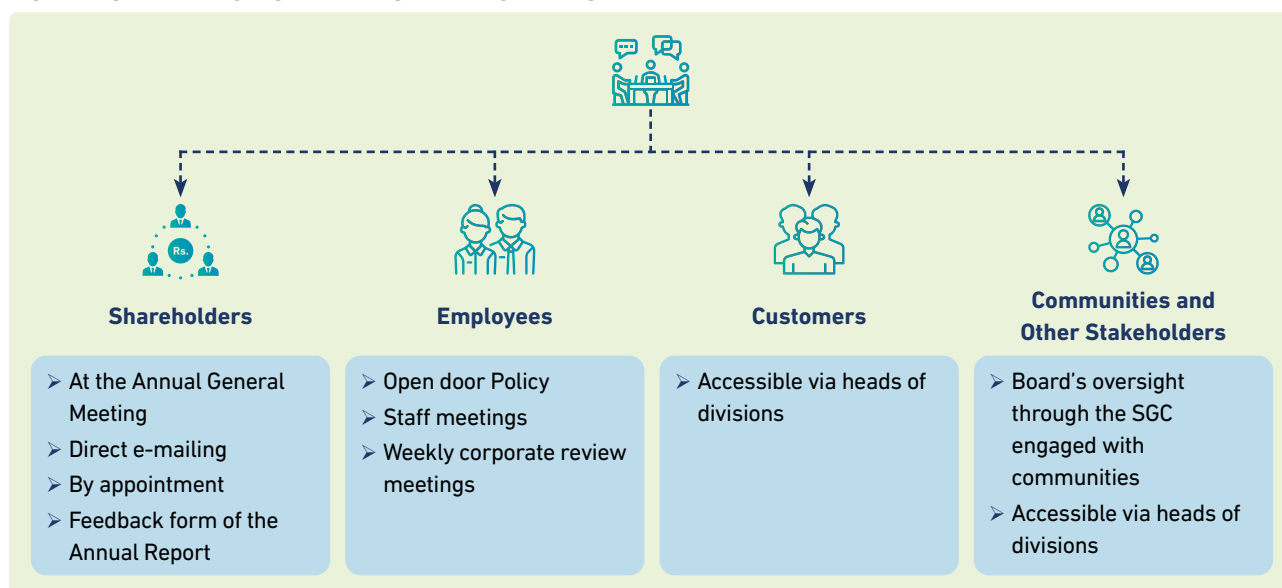 Rs.
Shareholders
At the Annual General
Meeting
Direct e-mailing
By appointment
Feedback form of the
Annual Report
Employees
Open door Policy
Staff meetings
Weekly corporate review
meetings
Customers
Accessible via heads of
divisions
Communities and
Other Stakeholders
Board’s oversight
through the SGC
engaged with
communities
Accessible via heads of
divisions